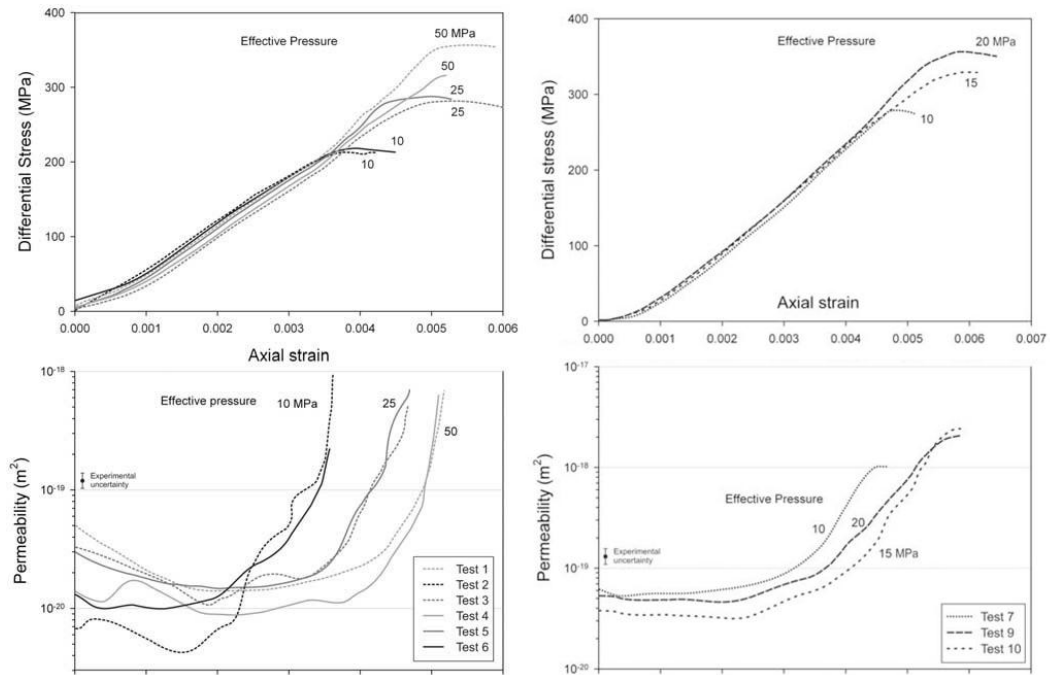 400
300
200
100
0
Differential Stress (MPa)
Effective Pressure
50 MPa
50
25
25
10
10
0.000 0.001 0.002 0.003 0.004 0.005 0.006
Axial strain
400
300
200
100
0
Differential stress (MPa)
Effective Pressure
20 MPa
15
10
Axial strain
0.000 0.001 0.002 0.003 0.004 0.005 0.006 0.007
10-18
10-19
10-20
Permeability (m2)
Effective pressure 10 MPa
25
50
Experimental
uncertainty
Test 1
Test 2
Test 3
Test 4
Test 5
Test 6
10-17
10-18
10-19
10-20
Permeability (m2)
Effective Pressure
10
20
15 MPa
Experimental
uncertainty
Test 7
Test 9
Test 10